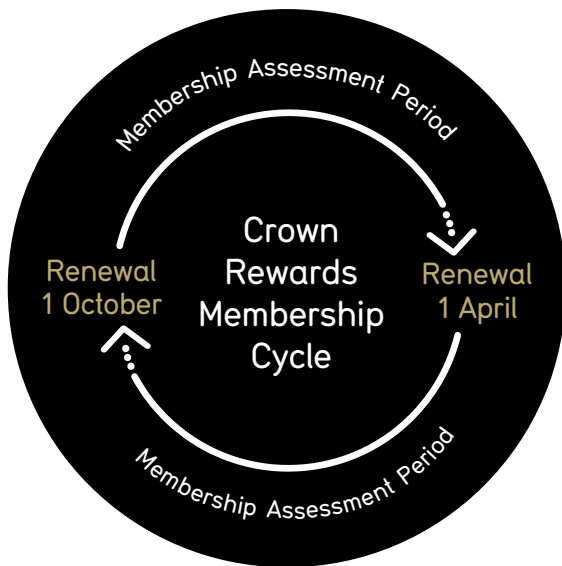 Membership Assessment Period
Crown
Rewards
Membership
Cycle
Renewal
1 October
Renewal
1 April
Membership Assessment Period